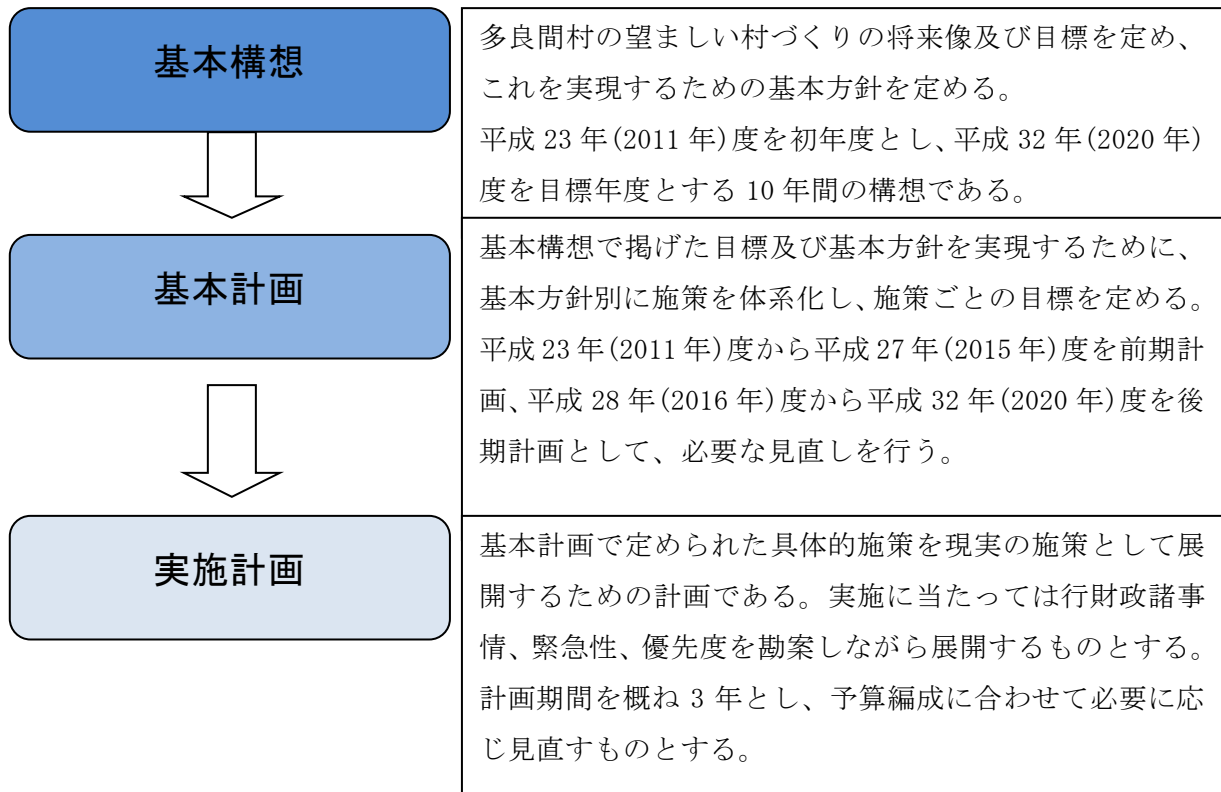 基本構想
多良間村の望ましい村づくりの将来像及び目標を定め、
これを実現するための基本方針を定める。
平成 23 年(2011 年)度を初年度とし、平成 32 年(2020 年)
度を目標年度とする 10 年間の構想である。
基本計画
基本構想で掲げた目標及び基本方針を実現するために、
基本方針別に施策を体系化し、施策ごとの目標を定める。
平成 23 年(2011 年)度から平成 27 年(2015 年)度を前期計
画、平成 28 年(2016 年)度から平成 32 年(2020 年)度を後
期計画として、必要な見直しを行う。
実施計画
基本計画で定められた具体的施策を現実の施策として展
開するための計画である。実施に当たっては行財政諸事
情、緊急性、優先度を勘案しながら展開するものとする。
計画期間を概ね 3 年とし、予算編成に合わせて必要に応
じ見直すものとする。